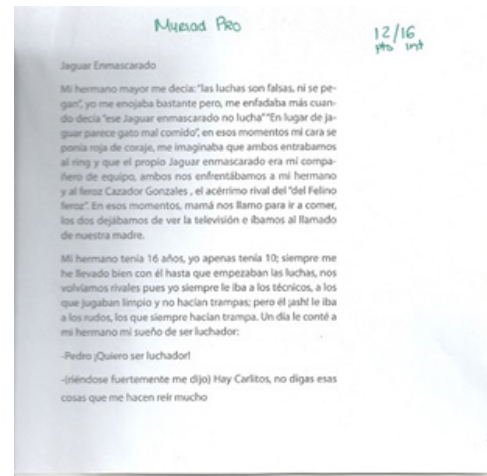 Myriad PRO
12/16
pts int
Jaguar Enmascarado
Mi hermano mayor me decía: "las luchas son falsas, ni se pe-
gan", yo me enojaba bastante pero, me enfadaba más cuan-
do decía "ese Jaguar enmascarado no lucha" "En lugar de ja-
guar parece gato mal comido", en esos momentos mi cara se
ponía roja de coraje, me imaginaba que ambos entrabamos
al ring y que el propio Jaguar enmascarado era mi compa-
ñero de equipo, ambos nos enfrentábamos a mi hermano
y al feroz Cazador Gonzales , el acérrimo rival del "del Felino
feroz". En esos momentos, mamá nos llamo para ir a comer,
los dos dejábamos de ver la televisión e íbamos al llamado
de nuestra madre.
Mi hermano tenía 16 años, yo apenas tenía 10; siempre me
he llevado bien con él hasta que empezaban las luchas, nos
volvíamos rivales pues yo siempre le iba a los técnicos, a los
que jugaban limpio y no hacían trampas; pero él ¡ash! le iba
a los rudos, los que siempre hacían trampa. Un día le conté a
mi hermano mi sueño de ser luchador:
-Pedro ¡Quiero ser luchador!
-(riéndose fuertemente me dijo) Hay Carlitos, no digas esas
cosas que me hacen reír mucho